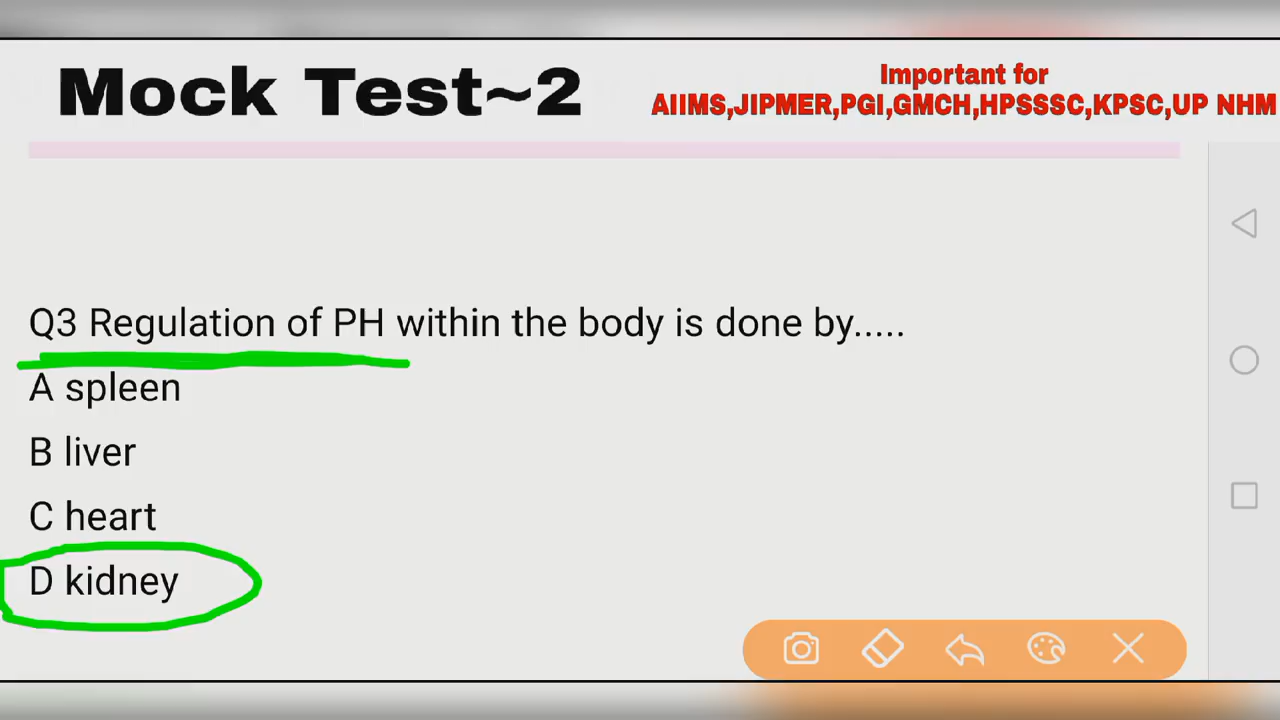 Mock Test~2
Important for
AIIMS,JIPMER,PGI,GMCH,HPSSSC,KPSC,UP NHM
Q3 Regulation of PH within the body is done by.....
A spleen
B liver
C heart
D kidney